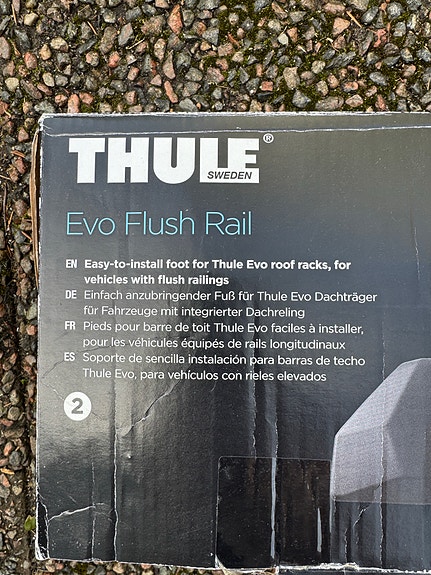 THULE®
SWEDEN
Evo Flush Rail
EN Easy-to-install foot for Thule Evo roof racks, for
vehicles with flush railings
DE Einfach anzubringender Fuß für Thule Evo Dachträger
für Fahrzeuge mit integrierter Dachreling
FR Pieds pour barre de toit Thule Evo faciles à installer,
pour les véhicules équipés de rails longitudinaux
ES Soporte de sencilla instalación para barras de techo
Thule Evo, para vehículos con rieles elevados
2